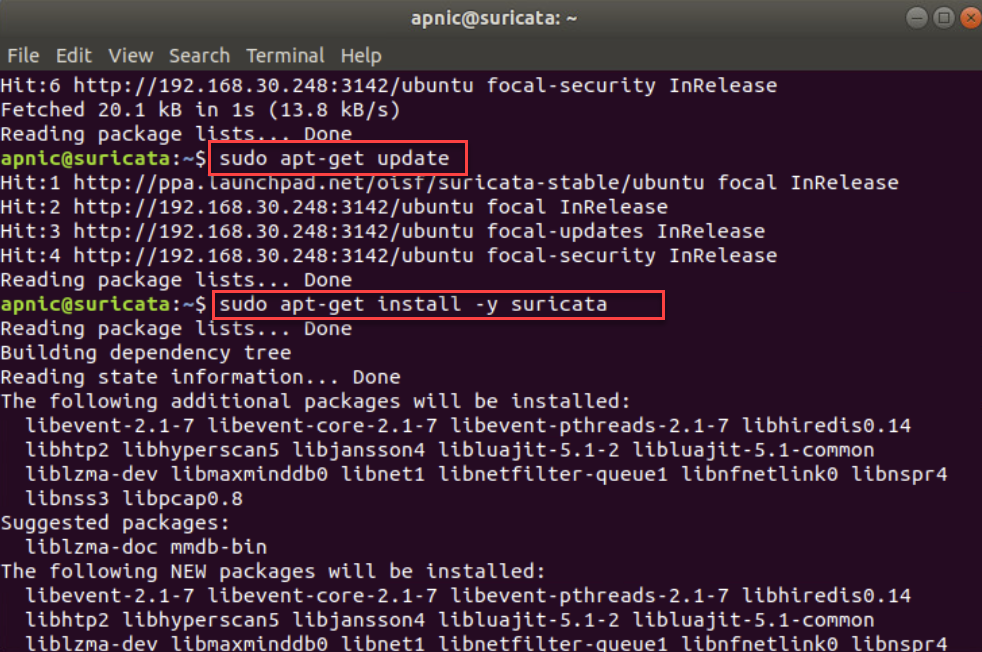 apnic@suricata: ~
File Edit View Search Terminal Help
Hit:6 http://192.168.30.248:3142/ubuntu focal-security InRelease
Fetched 20.1 kB in 1s (13.8 kB/s)
Reading package lists... Done
apnic@suricata:~$ sudo apt-get update
Hit:1 http://ppa.launchpad.net/oisf/suricata-stable/ubuntu focal InRelease
Hit:2 http://192.168.30.248:3142/ubuntu focal InRelease
Hit:3 http://192.168.30.248:3142/ubuntu focal-updates InRelease
Hit:4 http://192.168.30.248:3142/ubuntu focal-security InRelease
Reading package lists... Done
apnic@suricata:~$ sudo apt-get install -y suricata
Reading package lists... Done
Building dependency tree
Reading state information... Done
The following additional packages will be installed:
  libevent-2.1-7 libevent-core-2.1-7 libevent-pthreads-2.1-7 libhiredis0.14
  libhtp2 libhyperscan5 libjansson4 libluajit-5.1-2 libluajit-5.1-common
  liblzma-dev libmaxminddb0 libnet1 libnetfilter-queue1 libnfnetlink0 libnspr4
  libnss3 libpcap0.8
Suggested packages:
  liblzma-doc mmdb-bin
The following NEW packages will be installed:
  libevent-2.1-7 libevent-core-2.1-7 libevent-pthreads-2.1-7 libhiredis0.14
  libhtp2 libhyperscan5 libjansson4 libluajit-5.1-2 libluajit-5.1-common
  liblzma-dev libmaxminddb0 libnet1 libnetfilter-queue1 libnfnetlink0 libnspr4